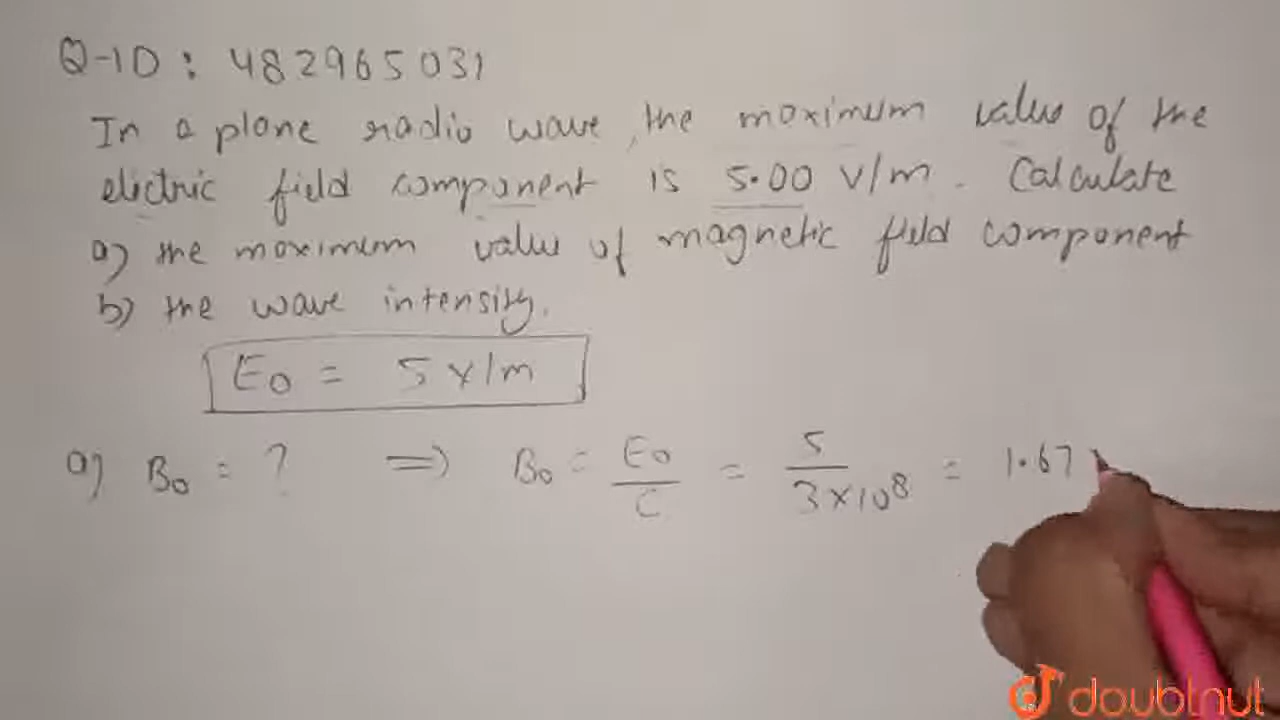 Q-ID : 482965031
In a plane radio wave, the maximum value of the
electric field component is 5.00 V/m. Calculate
a) the maximum value of magnetic field component
b) the wave intensity.
E0 = 5 V/m
a) B0 = ? ⇒ B0 = E0/C = 5/3×10^8 = 1.67
doubtnut